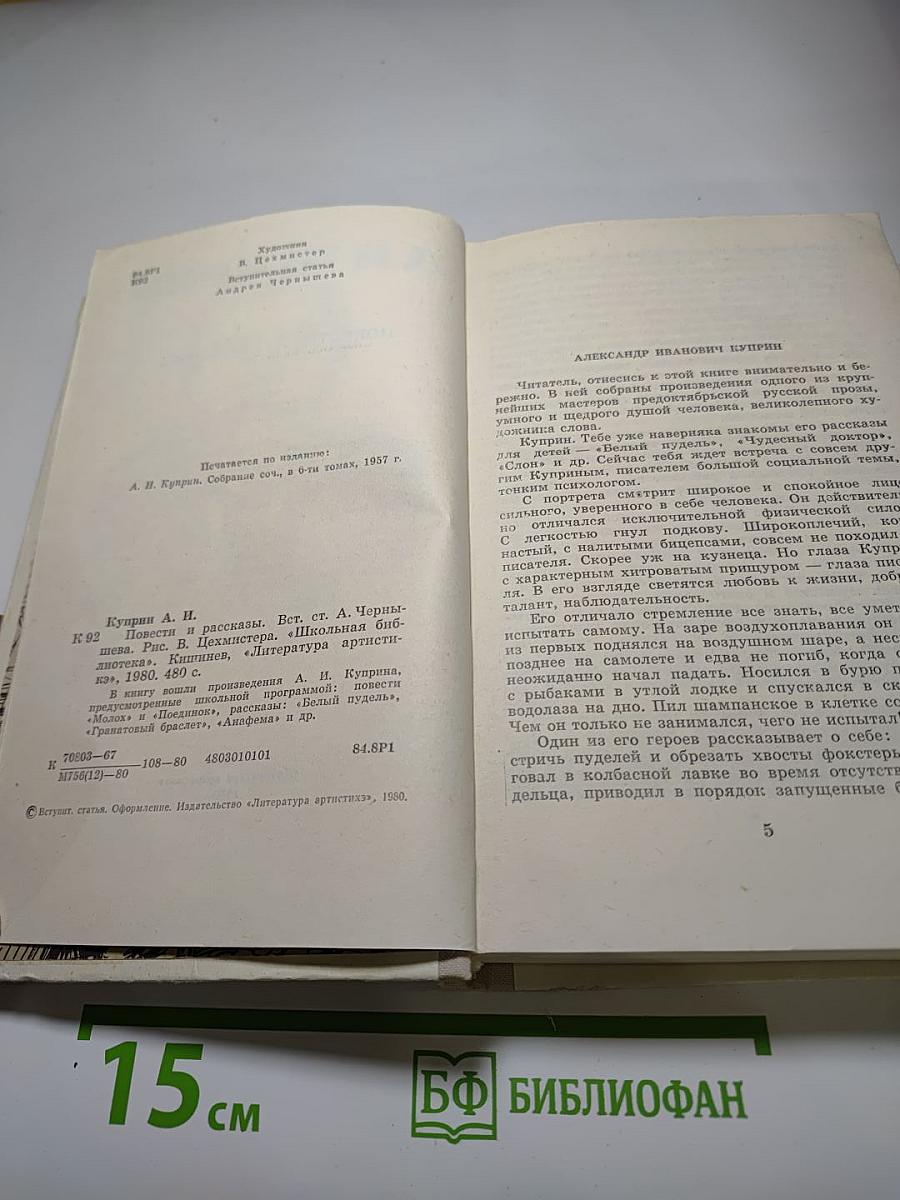 84.8Р1
К92
Художник
В. Цехмистер
Вступительная статья
Андрея Чернышева
Печатается по изданию:
А. И. Куприн. Собрание соч., в 6-ти томах, 1957 г.
Куприн А. И.
К 92 Повести и рассказы. Вст. ст. А. Черны-
шева. Рис. В. Цехмистера. «Школьная биб-
лиотека». Кишинев, «Литература артисти-
кэ», 1980. 480 с.
В книгу вошли произведения А. И. Куприна,
предусмотренные школьной программой: повести
«Молох» и «Поединок», рассказы: «Белый пудель»,
«Гранатовый браслет», «Анафема» и др.
К 70803—67
М756(12)—80 108—80 4803010101 84.8Р1
© Вступит. статья. Оформление. Издательство «Литература артистикэ», 1980.
АЛЕКСАНДР ИВАНОВИЧ КУПРИН
Читатель, отнесись к этой книге внимательно и бе-
режно. В ней собраны произведения одного из круп-
нейших мастеров предоктябрьской русской прозы,
умного и щедрого душой человека, великолепного ху-
дожника слова.
Куприн. Тебе уже наверняка знакомы его рассказы
для детей — «Белый пудель», «Чудесный доктор»,
«Слон» и др. Сейчас тебя ждет встреча с совсем дру-
гим Куприным, писателем большой социальной темы,
тонким психологом.
С портрета смотрит широкое и спокойное лицо
сильного, уверенного в себе человека. Он действитель
но отличался исключительной физической сило
С легкостью гнул подкову. Широкоплечий, ко
настый, с налитыми бицепсами, совсем не походил
писателя. Скорее уж на кузнеца. Но глаза Купр
с характерным хитроватым прищуром — глаза пис
ля. В его взгляде светятся любовь к жизни, добр
талант, наблюдательность.
Его отличало стремление все знать, все умет
испытать самому. На заре воздухоплавания он
из первых поднялся на воздушном шаре, а нес
позднее на самолете и едва не погиб, когда
неожиданно начал падать. Носился в бурю
с рыбаками в утлой лодке и спускался в ск
водолаза на дно. Пил шампанское в клетке со
Чем он только не занимался, чего не испытал!
Один из его героев рассказывает о себе:
стричь пуделей и обрезать хвосты фокстерь
говал в колбасной лавке во время отсутств
дельца, приводил в порядок запущенные б
5
15 см
БФ БИБЛИОФАН